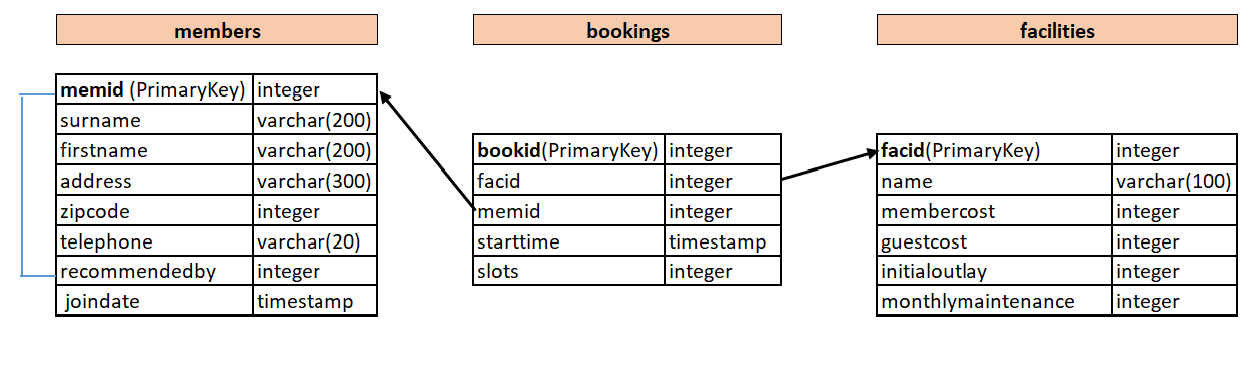 members
memid (PrimaryKey) integer
surname varchar(200)
firstname varchar(200)
address varchar(300)
zipcode integer
telephone varchar(20)
recommendedby integer
joindate timestamp
bookings
bookid(PrimaryKey) integer
facid integer
memid integer
starttime timestamp
slots integer
facilities
facid(PrimaryKey) integer
name varchar(100)
membercost integer
guestcost integer
initialoutlay integer
monthlymaintenance integer